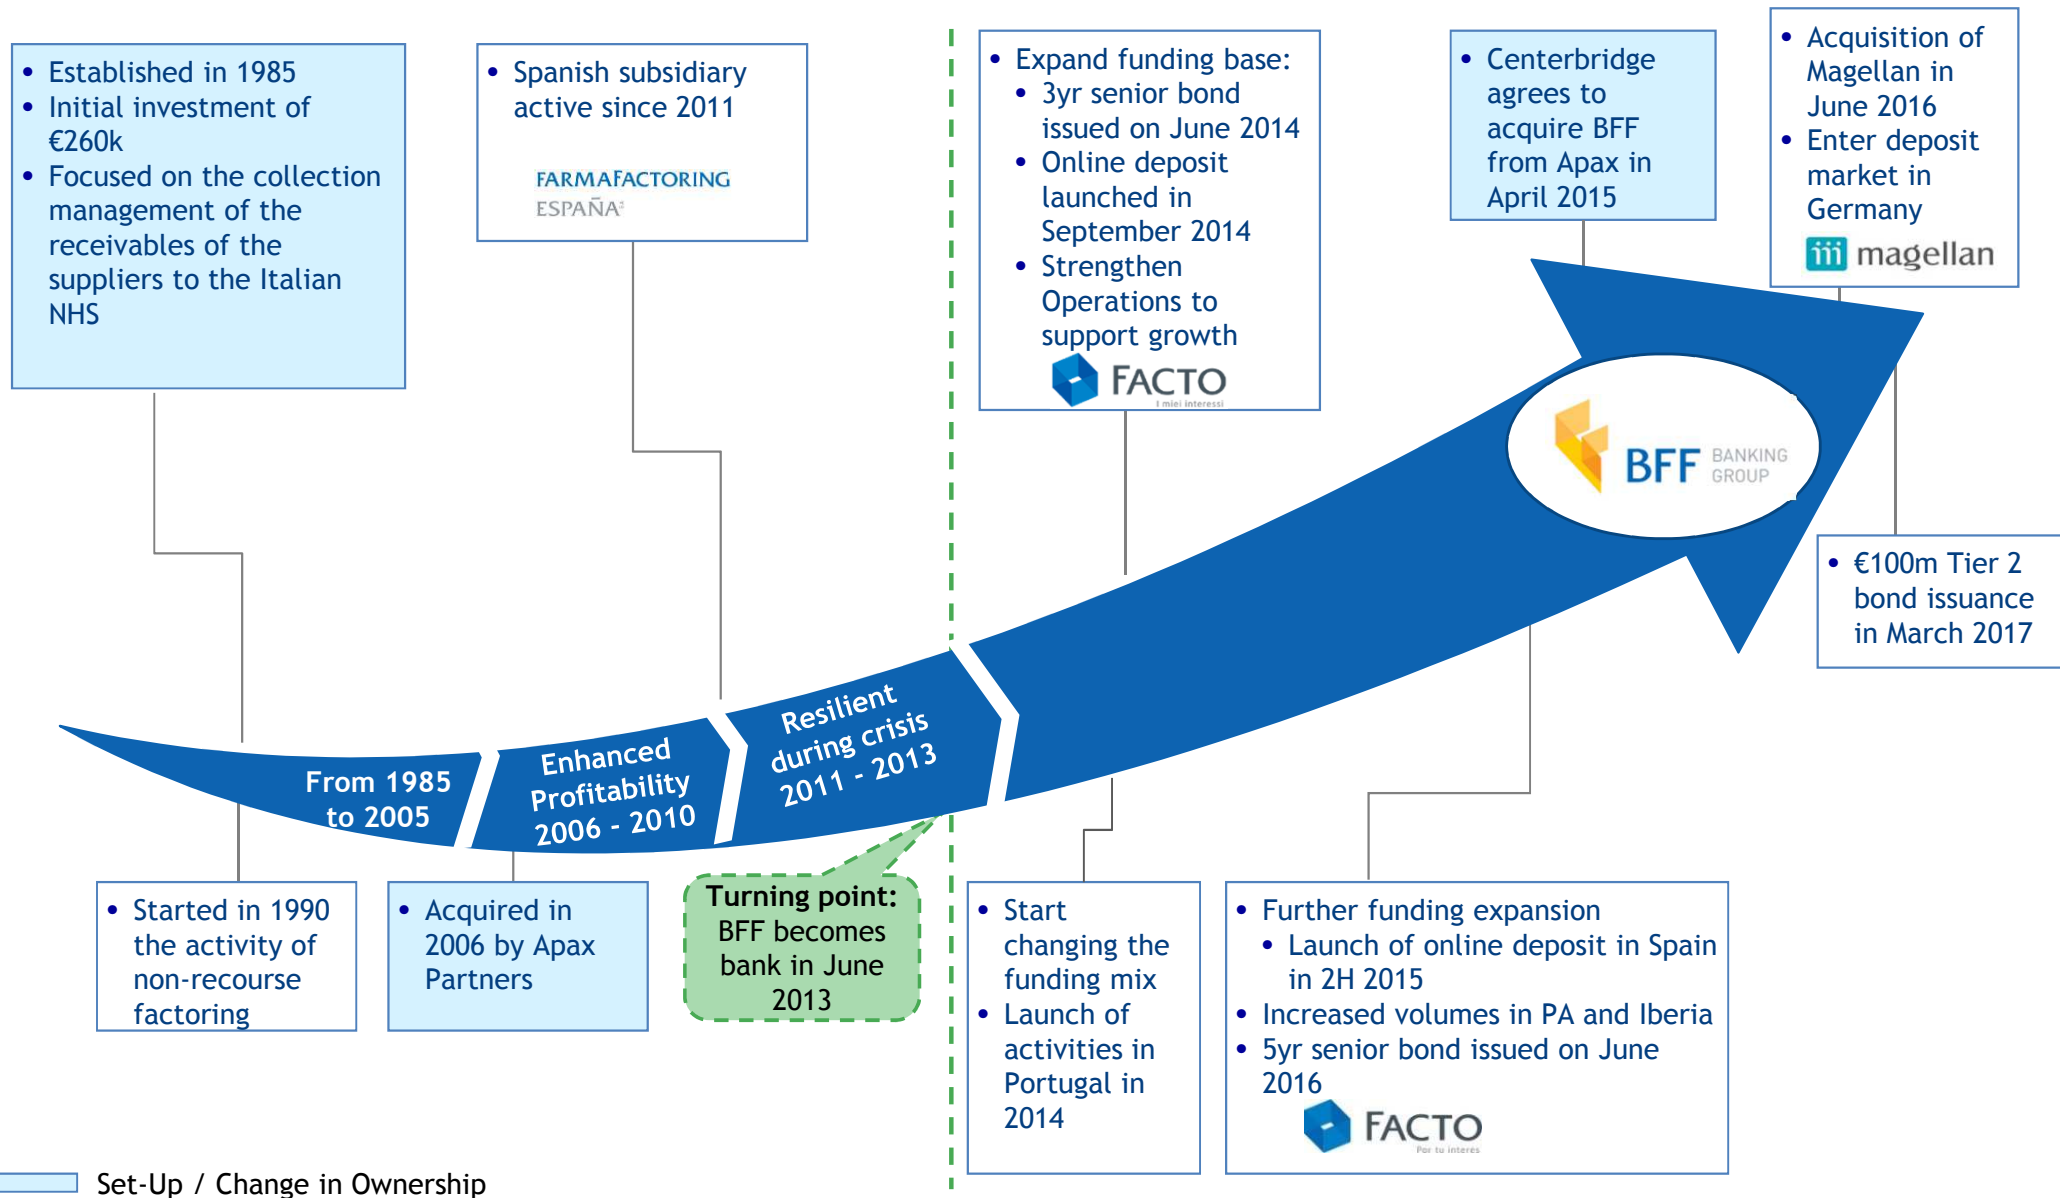 • Established in 1985
• Initial investment of
€260k
• Focused on the collection
management of the
receivables of the
suppliers to the Italian
NHS
• Spanish subsidiary
active since 2011
FARMAFACTORING
ESPAÑA
• Expand funding base:
• 3yr senior bond
issued on June 2014
• Online deposit
launched in
September 2014
• Strengthen
Operations to
support growth
FACTO
I miei interessi
• Centerbridge
agrees to
acquire BFF
from Apax in
April 2015
• Acquisition of
Magellan in
June 2016
• Enter deposit
market in
Germany
magellan
BFF BANKING
GROUP
• €100m Tier 2
bond issuance
in March 2017
From 1985
to 2005
Enhanced
Profitability
2006 - 2010
Resilient
during crisis
2011 - 2013
• Started in 1990
the activity of
non-recourse
factoring
• Acquired in
2006 by Apax
Partners
Turning point:
BFF becomes
bank in June
2013
• Start
changing the
funding mix
• Launch of
activities in
Portugal in
2014
• Further funding expansion
• Launch of online deposit in Spain
in 2H 2015
• Increased volumes in PA and Iberia
• 5yr senior bond issued on June
2016
FACTO
Por tu interés
Set-Up / Change in Ownership